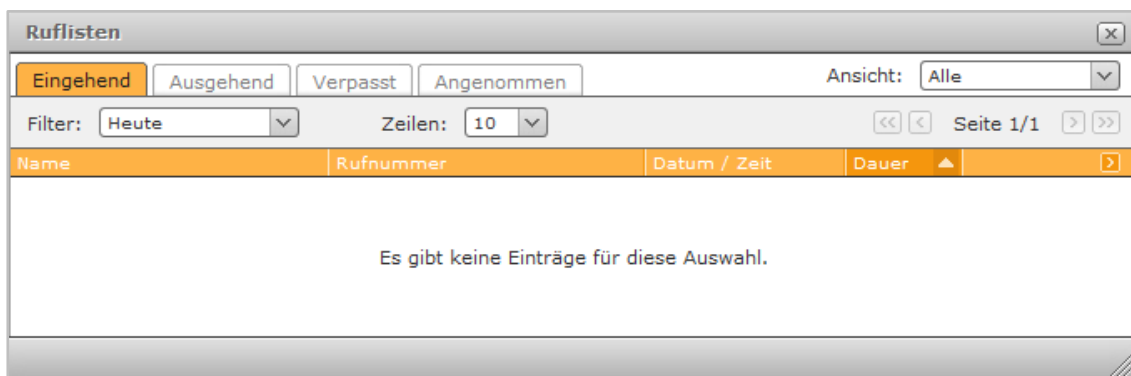 Ruflisten
Eingehend Ausgehend Verpasst Angenommen Ansicht: Alle
Filter: Heute Zeilen: 10 << < Seite 1/1 > >>
Name Rufnummer Datum / Zeit Dauer
Es gibt keine Einträge für diese Auswahl.